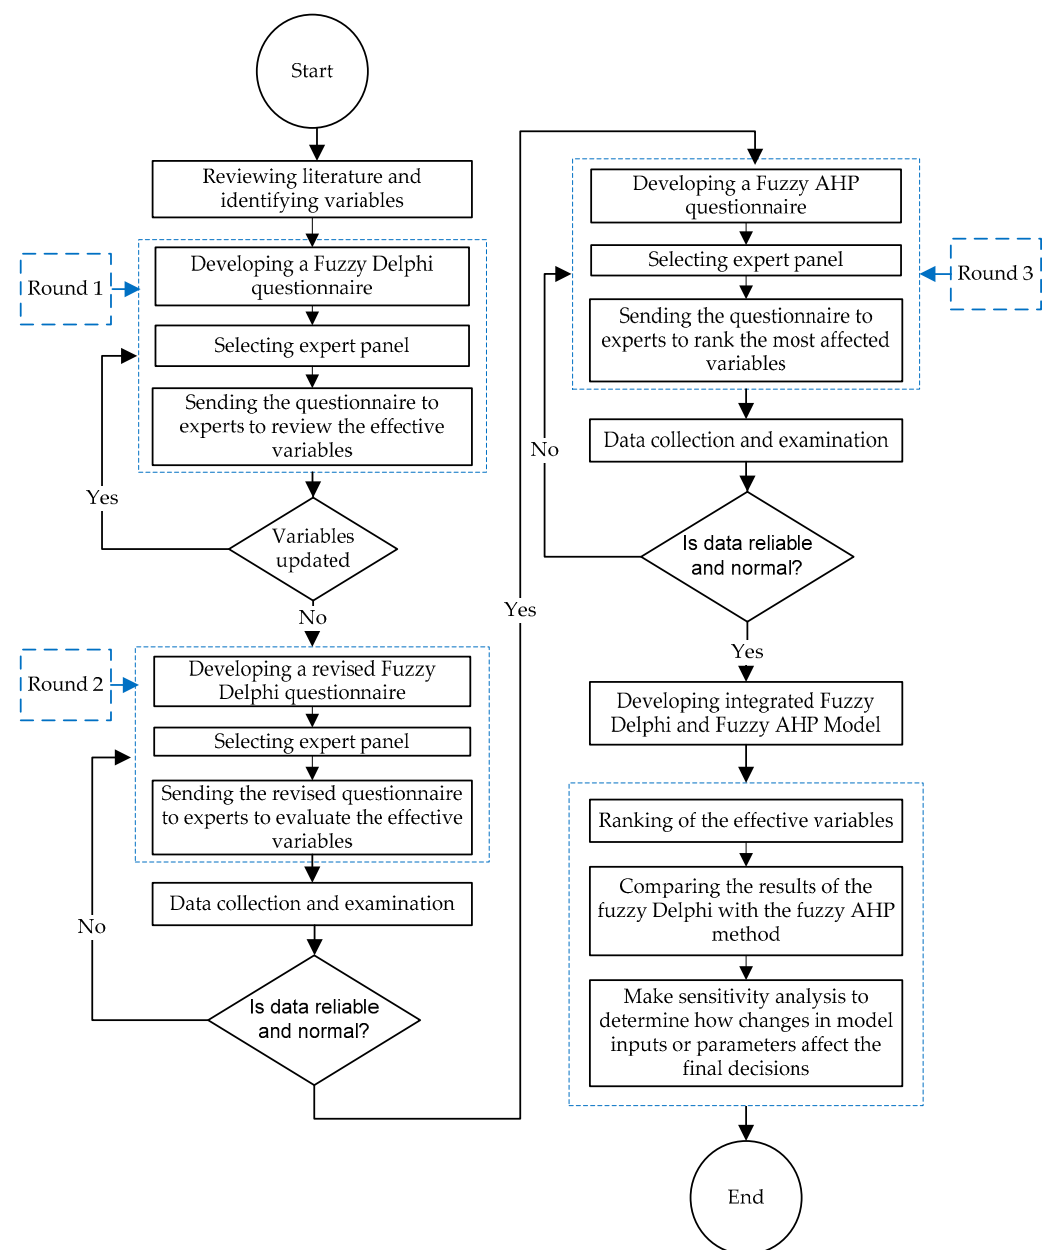 Start
Reviewing literature and
identifying variables
Round 1
Developing a Fuzzy Delphi
questionnaire
Selecting expert panel
Sending the questionnaire to
experts to review the effective
variables
Yes
Variables
updated
No
Round 2
Developing a revised Fuzzy
Delphi questionnaire
Selecting expert panel
Sending the revised questionnaire
to experts to evaluate the effective
variables
Data collection and examination
No
Is data reliable
and normal?
Yes
Developing a Fuzzy AHP
questionnaire
Round 3
Selecting expert panel
Sending the questionnaire to
experts to rank the most affected
variables
Data collection and examination
No
Is data reliable
and normal?
Yes
Developing integrated Fuzzy
Delphi and Fuzzy AHP Model
Ranking of the effective variables
Comparing the results of the
fuzzy Delphi with the fuzzy AHP
method
Make sensitivity analysis to
determine how changes in model
inputs or parameters affect the
final decisions
End